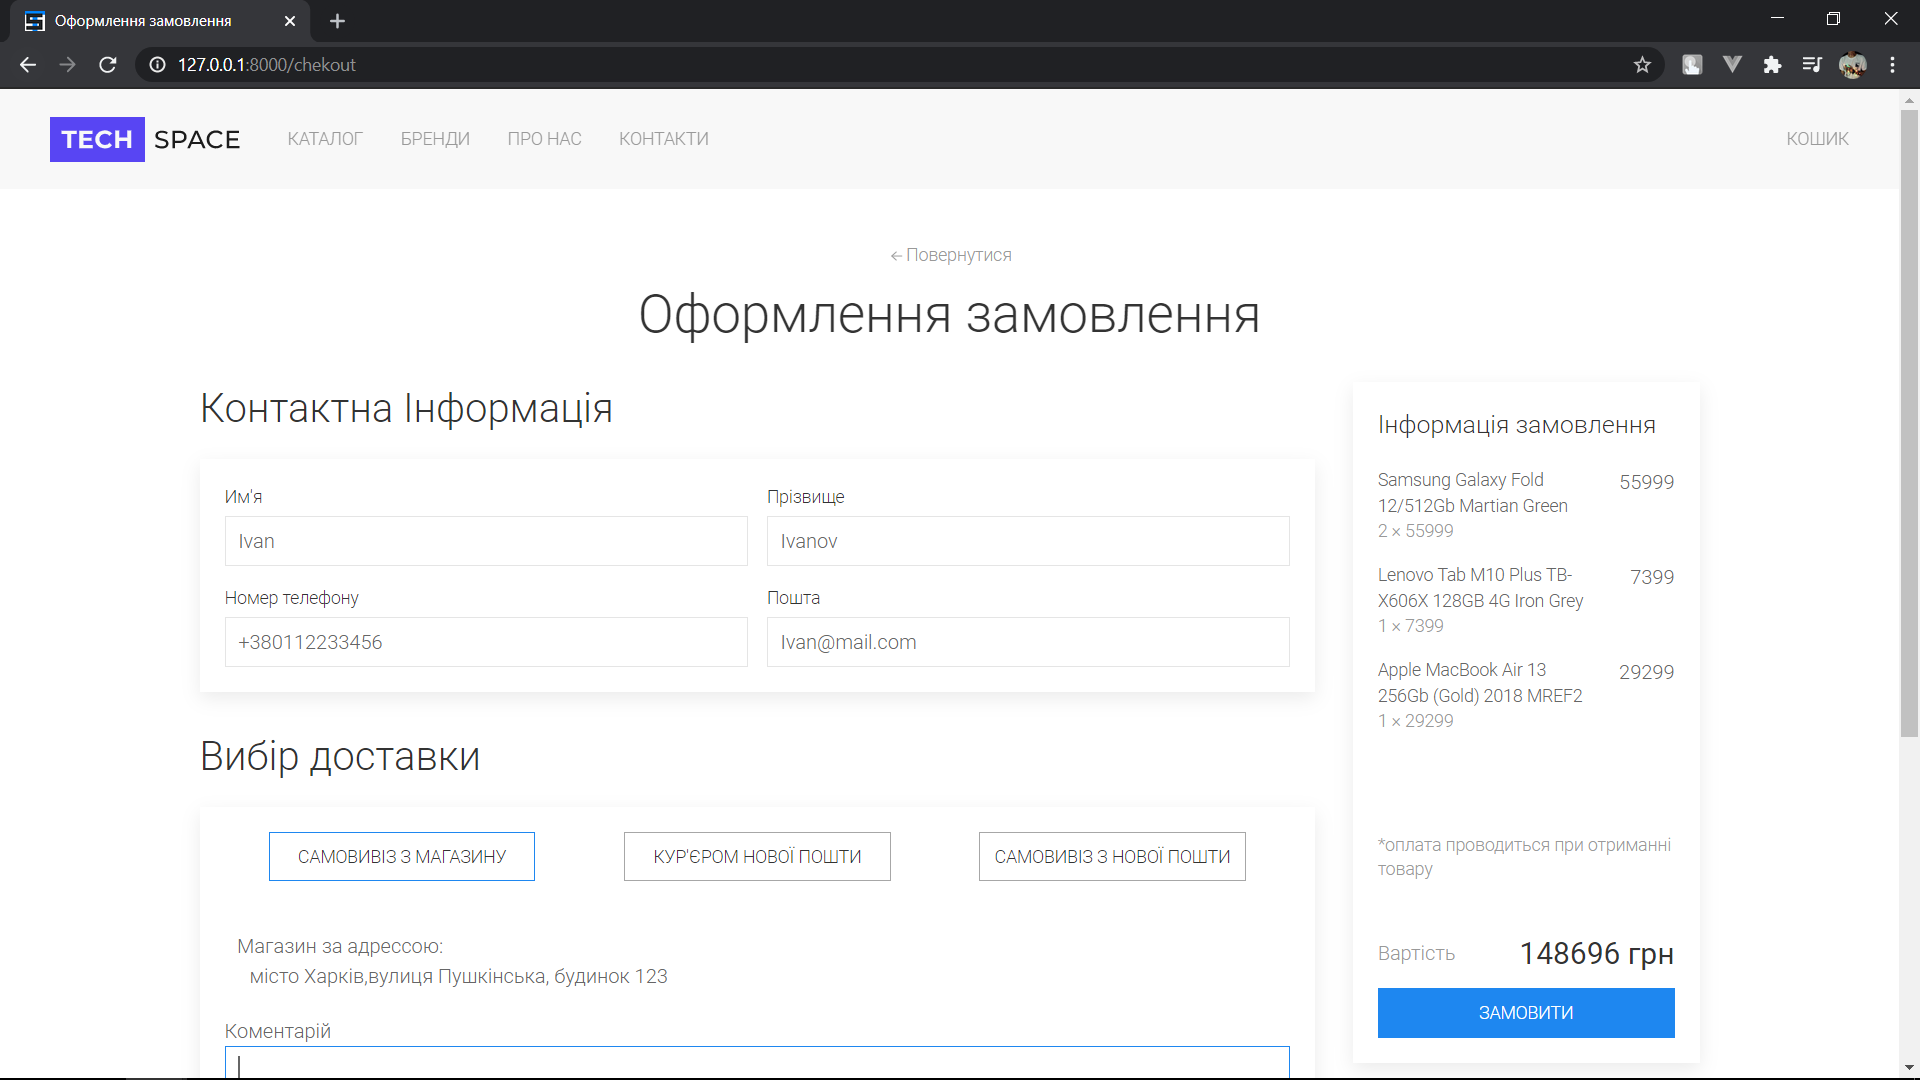 Оформлення замовлення
127.0.0.1:8000/chekout
TECH SPACE
КАТАЛОГ
БРЕНДИ
ПРО НАС
КОНТАКТИ
КОШИК
← Повернутися
Оформлення замовлення
Контактна Інформація
Им'я
Прізвище
Ivan
Ivanov
Номер телефону
Пошта
+380112233456
Ivan@mail.com
Вибір доставки
САМОВИВІЗ З МАГАЗИНУ
КУР'ЄРОМ НОВОЇ ПОШТИ
САМОВИВІЗ З НОВОЇ ПОШТИ
Магазин за адрессою:
місто Харків,вулиця Пушкінська, будинок 123
Коментарій
Інформація замовлення
Samsung Galaxy Fold 55999
12/512Gb Martian Green
2 × 55999
Lenovo Tab M10 Plus TB- 7399
X606X 128GB 4G Iron Grey
1 × 7399
Apple MacBook Air 13 29299
256Gb (Gold) 2018 MREF2
1 × 29299
*оплата проводиться при отриманні
товару
Вартість 148696 грн
ЗАМОВИТИ